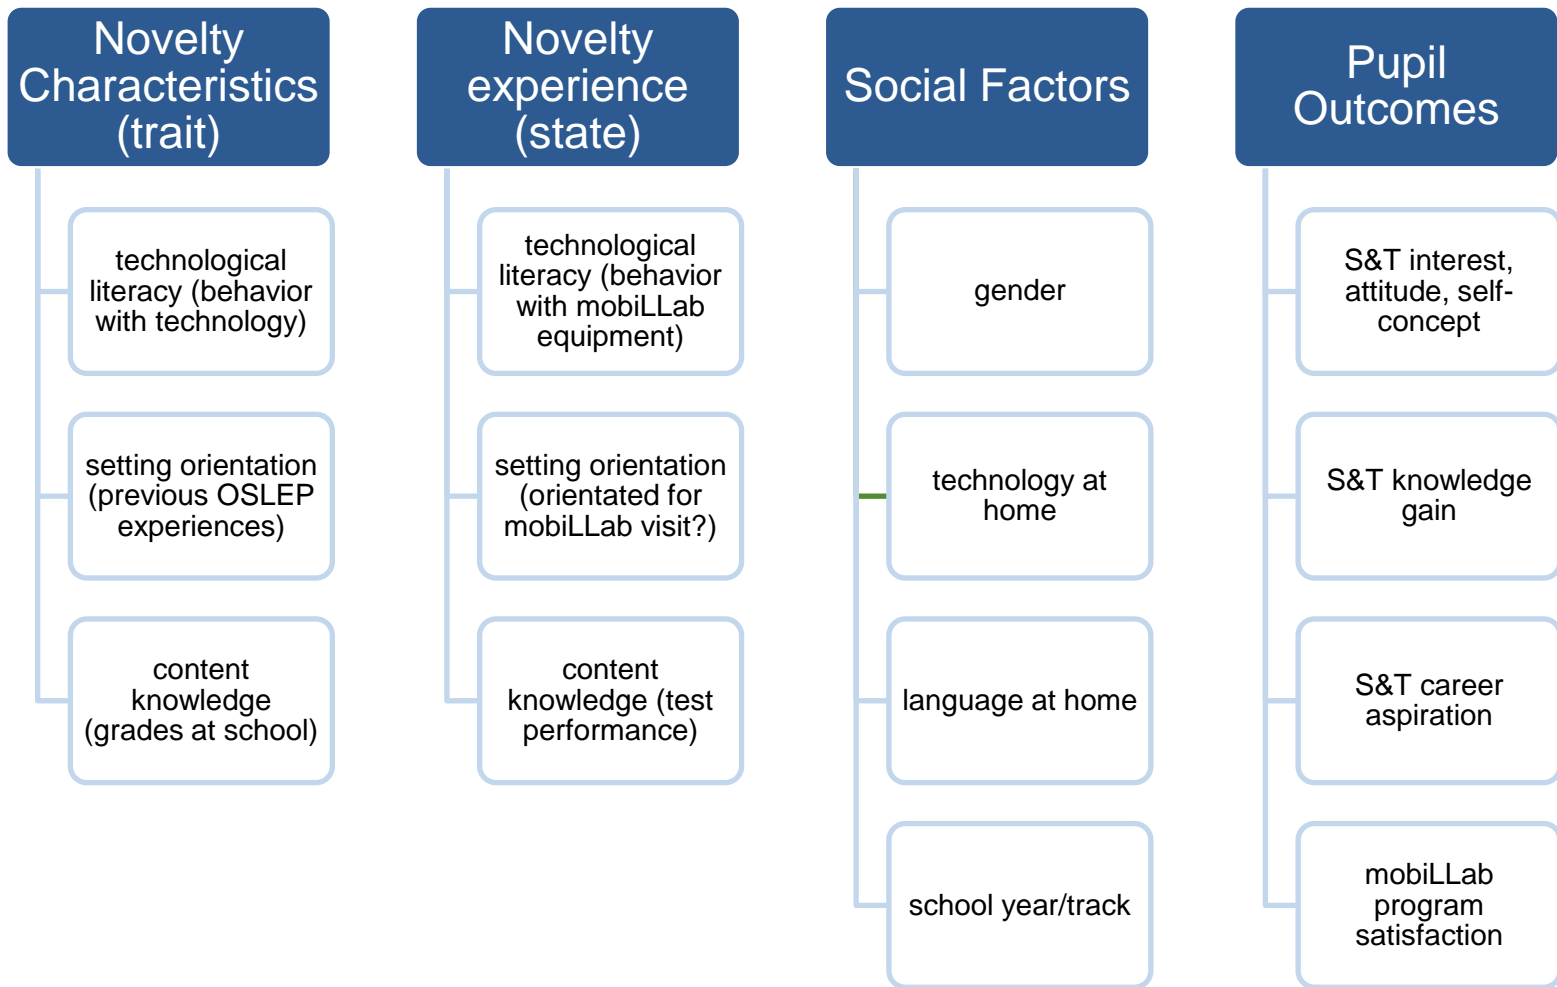 Novelty
Characteristics
(trait)
technological
literacy (behavior
with technology)
setting orientation
(previous OSLEP
experiences)
content
knowledge
(grades at school)
Novelty
experience
(state)
technological
literacy (behavior
with mobiLLab
equipment)
setting orientation
(orientated for
mobiLLab visit?)
content
knowledge (test
performance)
Social Factors
gender
technology at
home
language at home
school year/track
Pupil
Outcomes
S&T interest,
attitude, self-
concept
S&T knowledge
gain
S&T career
aspiration
mobiLLab
program
satisfaction